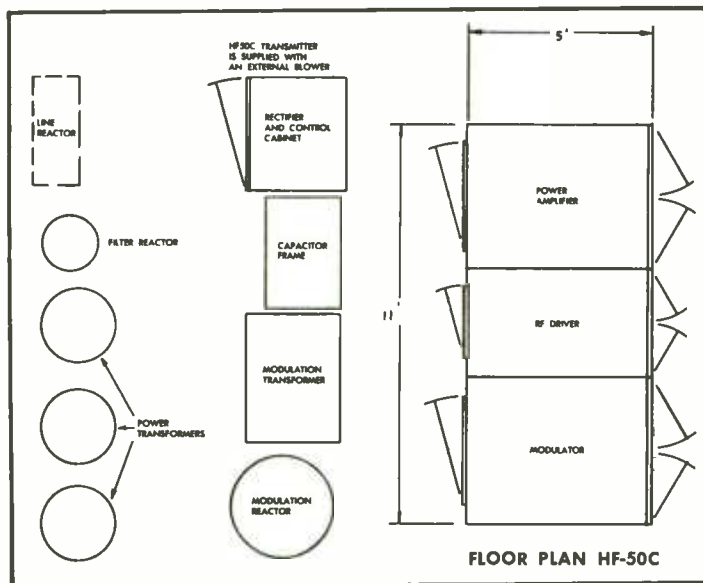 HF50C TRANSMITTER
IS SUPPLIED WITH
AN EXTERNAL BLOWER
5'
LINE
REACTOR
RECTIFIER
AND CONTROL
CABINET
POWER
AMPLIFIER
FILTER REACTOR
CAPACITOR
FRAME
RF DRIVER
MODULATION
TRANSFORMER
POWER
TRANSFORMERS
MODULATOR
MODULATION
REACTOR
FLOOR PLAN HF-50C